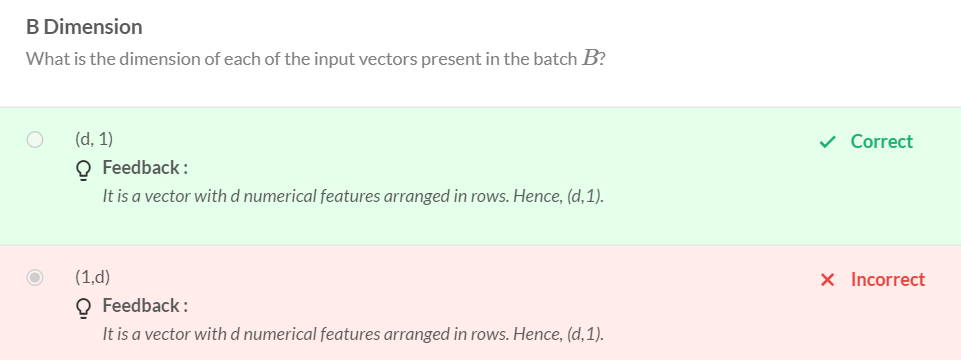 B Dimension
What is the dimension of each of the input vectors present in the batch B?
(d, 1)
Correct
Feedback :
It is a vector with d numerical features arranged in rows. Hence, (d,1).
(1,d)
Incorrect
Feedback :
It is a vector with d numerical features arranged in rows. Hence, (d,1).